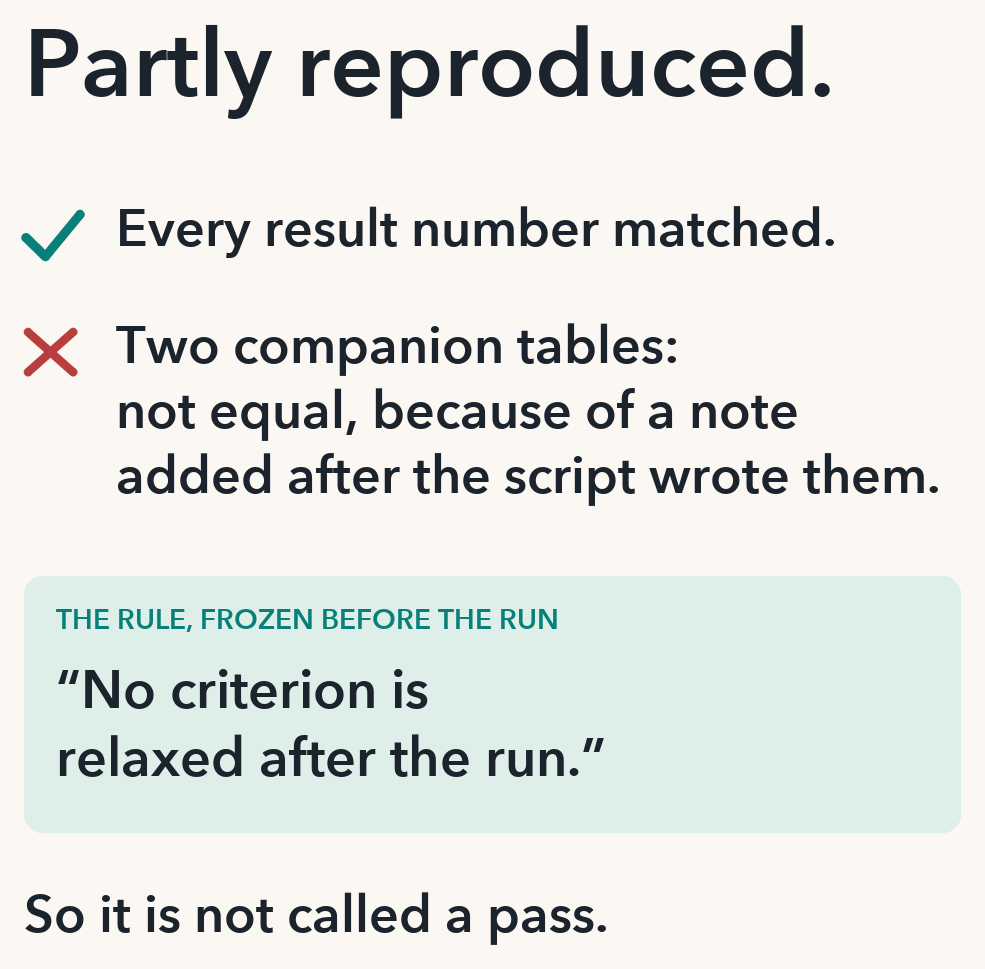 Partly reproduced.
Every result number matched.
Two companion tables:
not equal, because of a note
added after the script wrote them.
THE RULE, FROZEN BEFORE THE RUN
“No criterion is
relaxed after the run.”
So it is not called a pass.